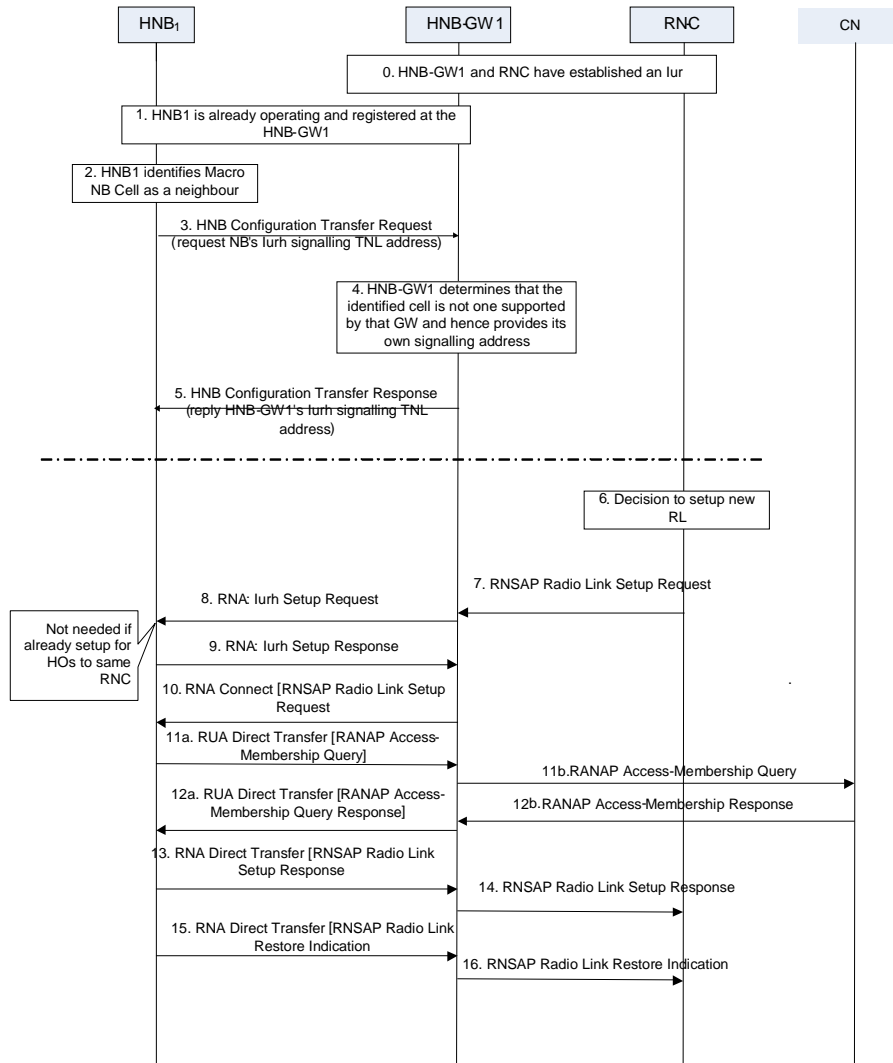 HNB1
HNB-GW1
RNC
CN
0. HNB-GW1 and RNC have established an Iur
1. HNB1 is already operating and registered at the
HNB-GW1
2. HNB1 identifies Macro
NB Cell as a neighbour
3. HNB Configuration Transfer Request
(request NB's Iurh signalling TNL address)
4. HNB-GW1 determines that the
identified cell is not one supported
by that GW and hence provides its
own signalling address
5. HNB Configuration Transfer Response
(reply HNB-GW1's Iurh signalling TNL
address)
6. Decision to setup new
RL
7. RNSAP Radio Link Setup Request
8. RNA: Iurh Setup Request
Not needed if
already setup for
HOs to same
RNC
9. RNA: Iurh Setup Response
10. RNA Connect [RNSAP Radio Link Setup
Request
11a. RUA Direct Transfer [RANAP Access-
Membership Query]
11b.RANAP Access-Membership Query
12a. RUA Direct Transfer [RANAP Access-
Membership Query Response]
12b.RANAP Access-Membership Response
13. RNA Direct Transfer [RNSAP Radio Link
Setup Response
14. RNSAP Radio Link Setup Response
15. RNA Direct Transfer [RNSAP Radio Link
Restore Indication
16. RNSAP Radio Link Restore Indication